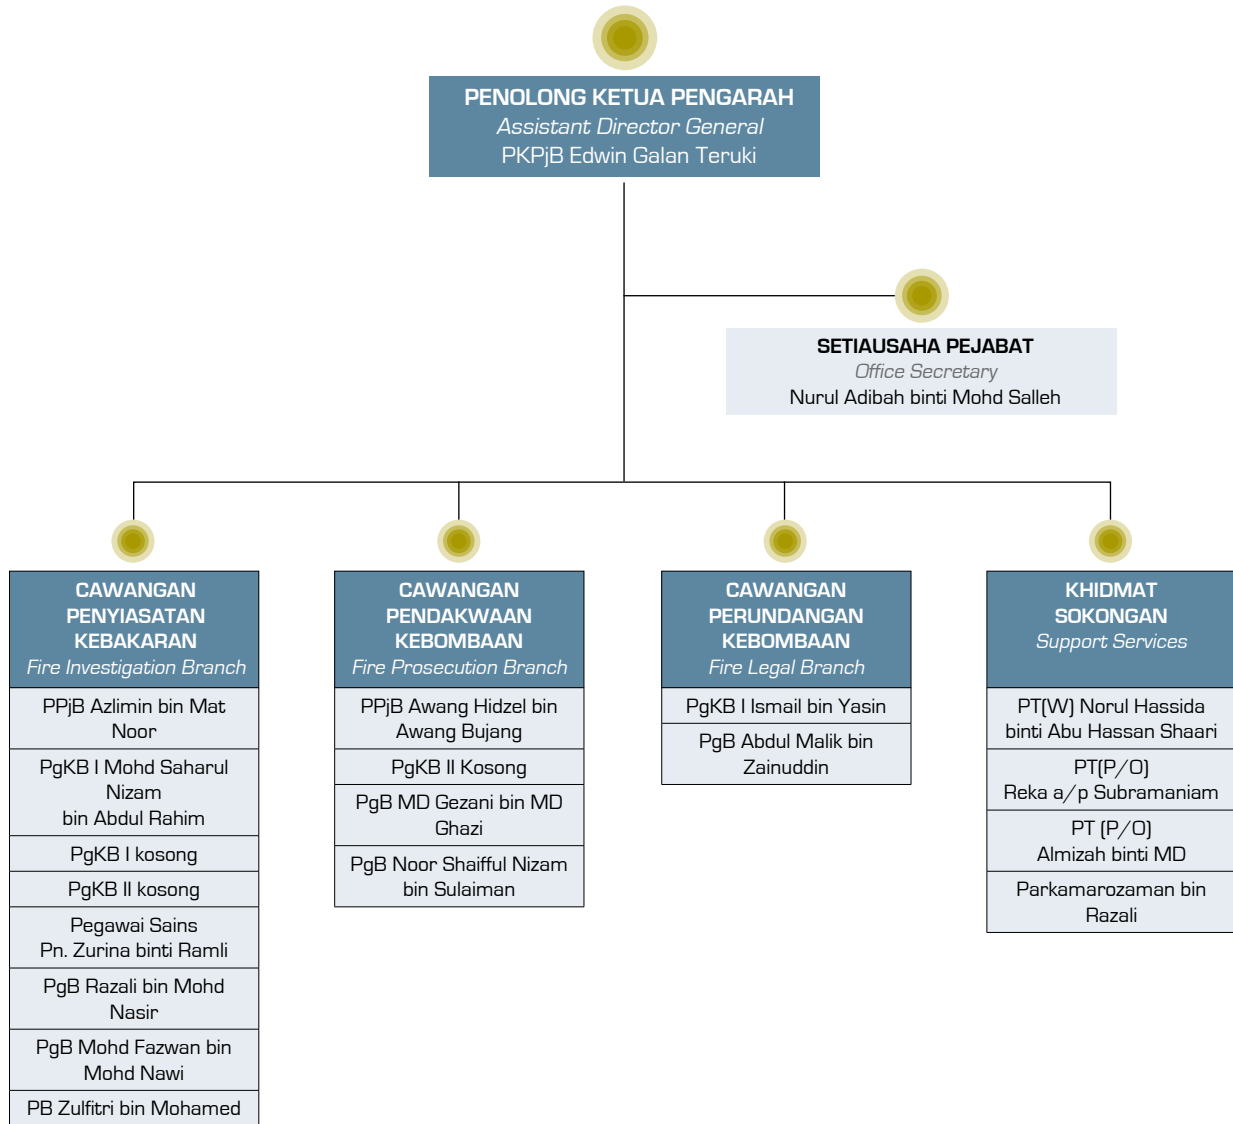 PENOLONG KETUA PENGARAH
Assistant Director General
PKPjB Edwin Galan Teruki
SETIAUSAHA PEJABAT
Office Secretary
Nurul Adibah binti Mohd Salleh
CAWANGAN
PENYIASATAN
KEBAKARAN
Fire Investigation Branch
PPjB Azlimin bin Mat
Noor
PgKB I Mohd Saharul
Nizam
bin Abdul Rahim
PgKB I kosong
PgKB II kosong
Pegawai Sains
Pn. Zurina binti Ramli
PgB Razali bin Mohd
Nasir
PgB Mohd Fazwan bin
Mohd Nawi
PB Zulfitri bin Mohamed
CAWANGAN
PENDAKWAAN
KEBOMBAAN
Fire Prosecution Branch
PPjB Awang Hidzel bin
Awang Bujang
PgKB II Kosong
PgB MD Gezani bin MD
Ghazi
PgB Noor Shaifful Nizam
bin Sulaiman
CAWANGAN
PERUNDANGAN
KEBOMBAAN
Fire Legal Branch
PgKB I Ismail bin Yasin
PgB Abdul Malik bin
Zainuddin
KHIDMAT
SOKONGAN
Support Services
PT(W) Norul Hassida
binti Abu Hassan Shaari
PT(P/O)
Reka a/p Subramaniam
PT (P/O)
Almizah binti MD
Parkamarozaman bin
Razali